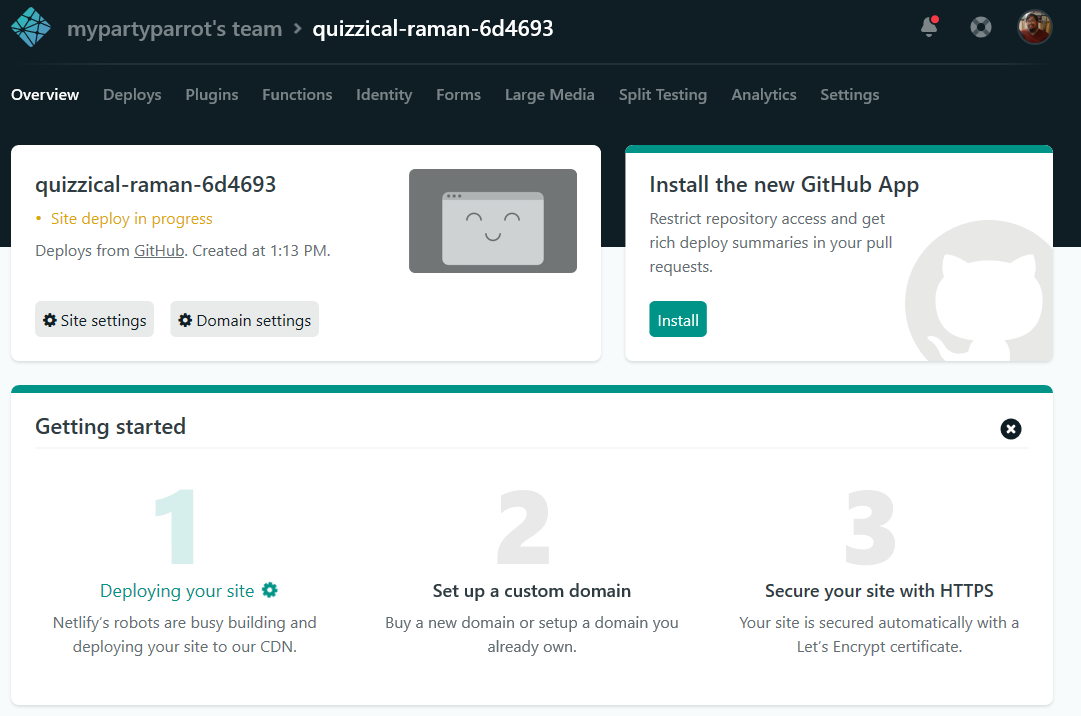 mypartyparrot's team > quizzical-raman-6d4693
Overview Deploys Plugins Functions Identity Forms Large Media Split Testing Analytics Settings
quizzical-raman-6d4693
• Site deploy in progress
Deploys from GitHub. Created at 1:13 PM.
Site settings Domain settings
Install the new GitHub App
Restrict repository access and get
rich deploy summaries in your pull
requests.
Install
Getting started
1
Deploying your site
Netlify’s robots are busy building and
deploying your site to our CDN.
2
Set up a custom domain
Buy a new domain or setup a domain you
already own.
3
Secure your site with HTTPS
Your site is secured automatically with a
Let’s Encrypt certificate.